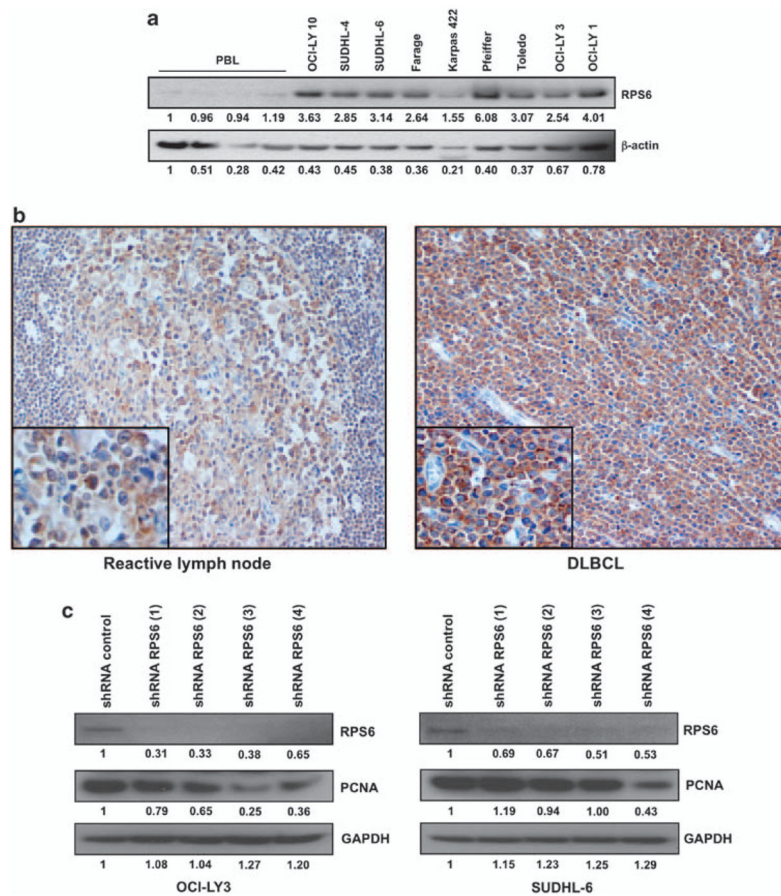 a
PBL
OCI-LY 10
SUDHL-4
SUDHL-6
Farage
Karpas 422
Pfeiffer
Toledo
OCI-LY 3
OCI-LY 1
RPS6
1 0.96 0.94 1.19 3.63 2.85 3.14 2.64 1.55 6.08 3.07 2.54 4.01
β-actin
1 0.51 0.28 0.42 0.43 0.45 0.38 0.36 0.21 0.40 0.37 0.67 0.78
b
Reactive lymph node
DLBCL
c
shRNA control
shRNA RPS6 (1)
shRNA RPS6 (2)
shRNA RPS6 (3)
shRNA RPS6 (4)
RPS6
1 0.31 0.33 0.38 0.65
PCNA
1 0.79 0.65 0.25 0.36
GAPDH
1 1.08 1.04 1.27 1.20
OCI-LY3
shRNA control
shRNA RPS6 (1)
shRNA RPS6 (2)
shRNA RPS6 (3)
shRNA RPS6 (4)
RPS6
1 0.69 0.67 0.51 0.53
PCNA
1 1.19 0.94 1.00 0.43
GAPDH
1 1.15 1.23 1.25 1.29
SUDHL-6